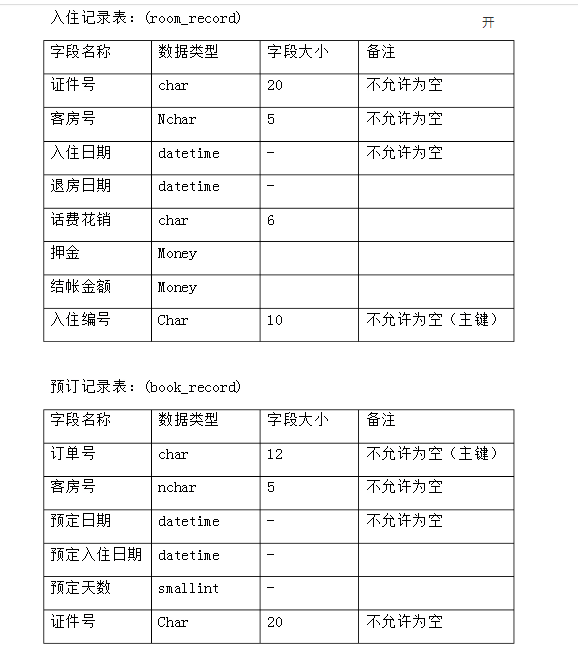 入住记录表：(room_record)
开
字段名称 数据类型 字段大小 备注
证件号 char 20 不允许为空
客房号 Nchar 5 不允许为空
入住日期 datetime - 不允许为空
退房日期 datetime -
话费花销 char 6
押金 Money
结帐金额 Money
入住编号 Char 10 不允许为空（主键）
预订记录表：(book_record)
字段名称 数据类型 字段大小 备注
订单号 char 12 不允许为空（主键）
客房号 nchar 5 不允许为空
预定日期 datetime - 不允许为空
预定入住日期 datetime -
预定天数 smallint -
证件号 Char 20 不允许为空